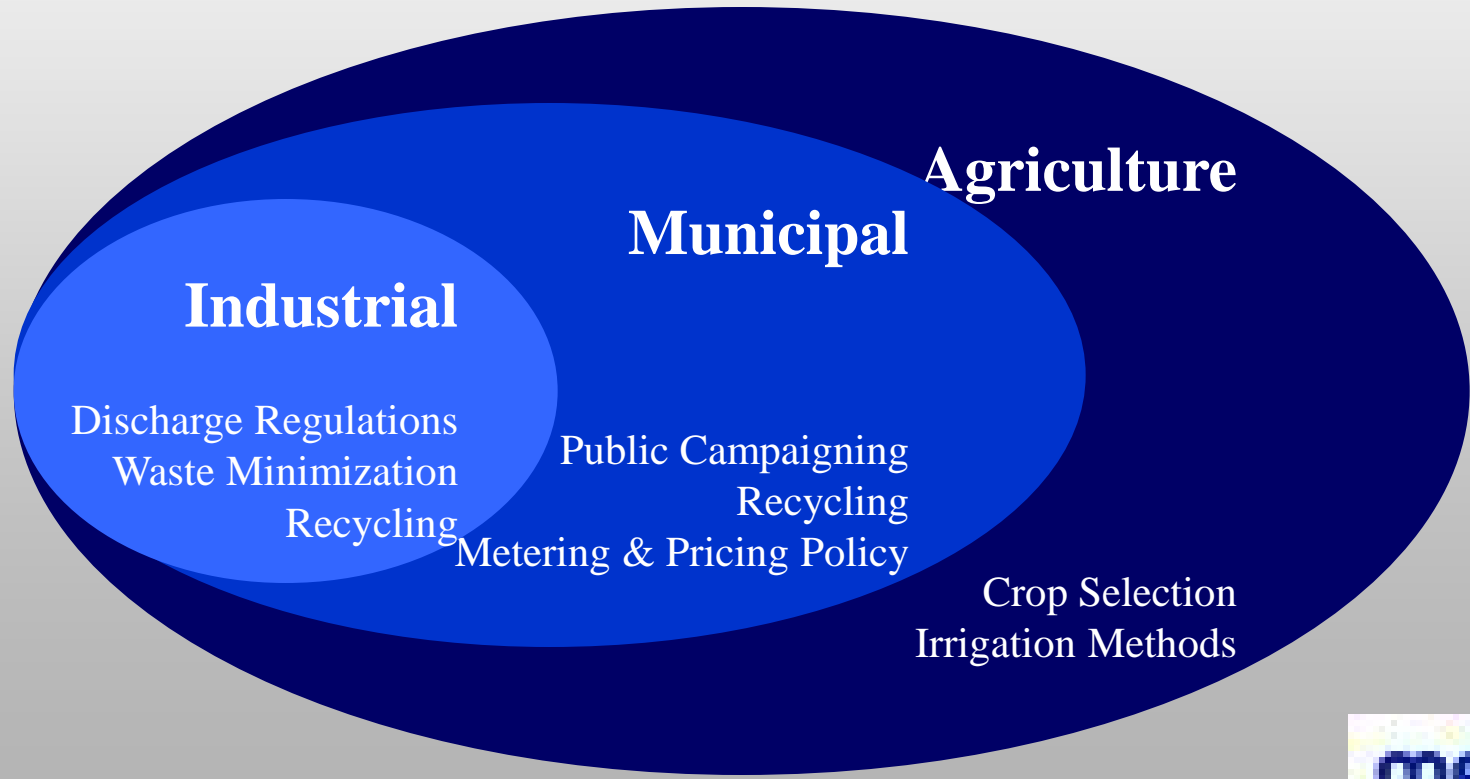 Agriculture
Municipal
Industrial
Discharge Regulations
Waste Minimization
Recycling
Public Campaigning
Recycling
Metering & Pricing Policy
Crop Selection
Irrigation Methods